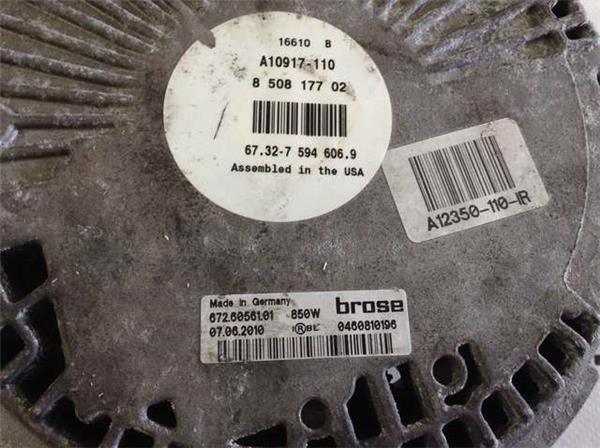 16610 B
A10917-110
8 508 177 02
67.32-7 594 606.9
Assembled in the USA
A12350-110-IR
Made in Germany
brose
672.60561.01 850W
07.06.2010 IRBL 0460810196